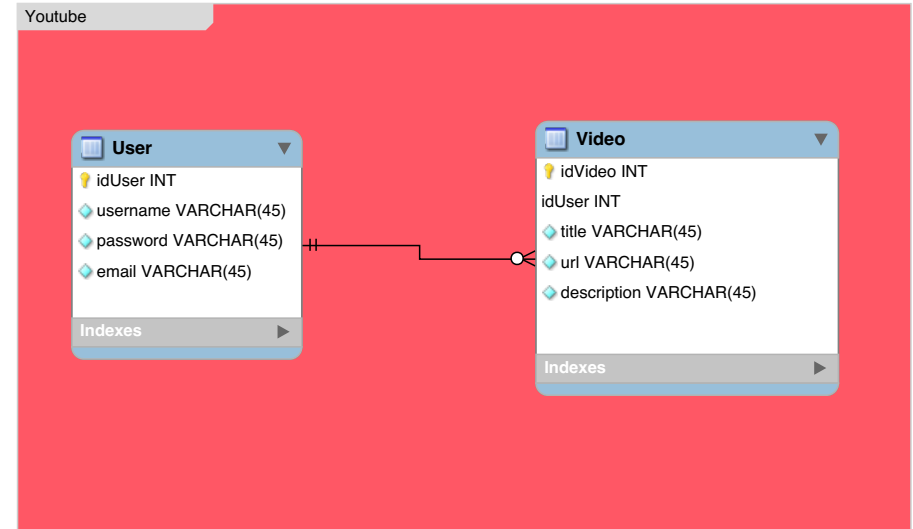 Youtube
User
idUser INT
username VARCHAR(45)
password VARCHAR(45)
email VARCHAR(45)
Indexes
Video
idVideo INT
idUser INT
title VARCHAR(45)
url VARCHAR(45)
description VARCHAR(45)
Indexes